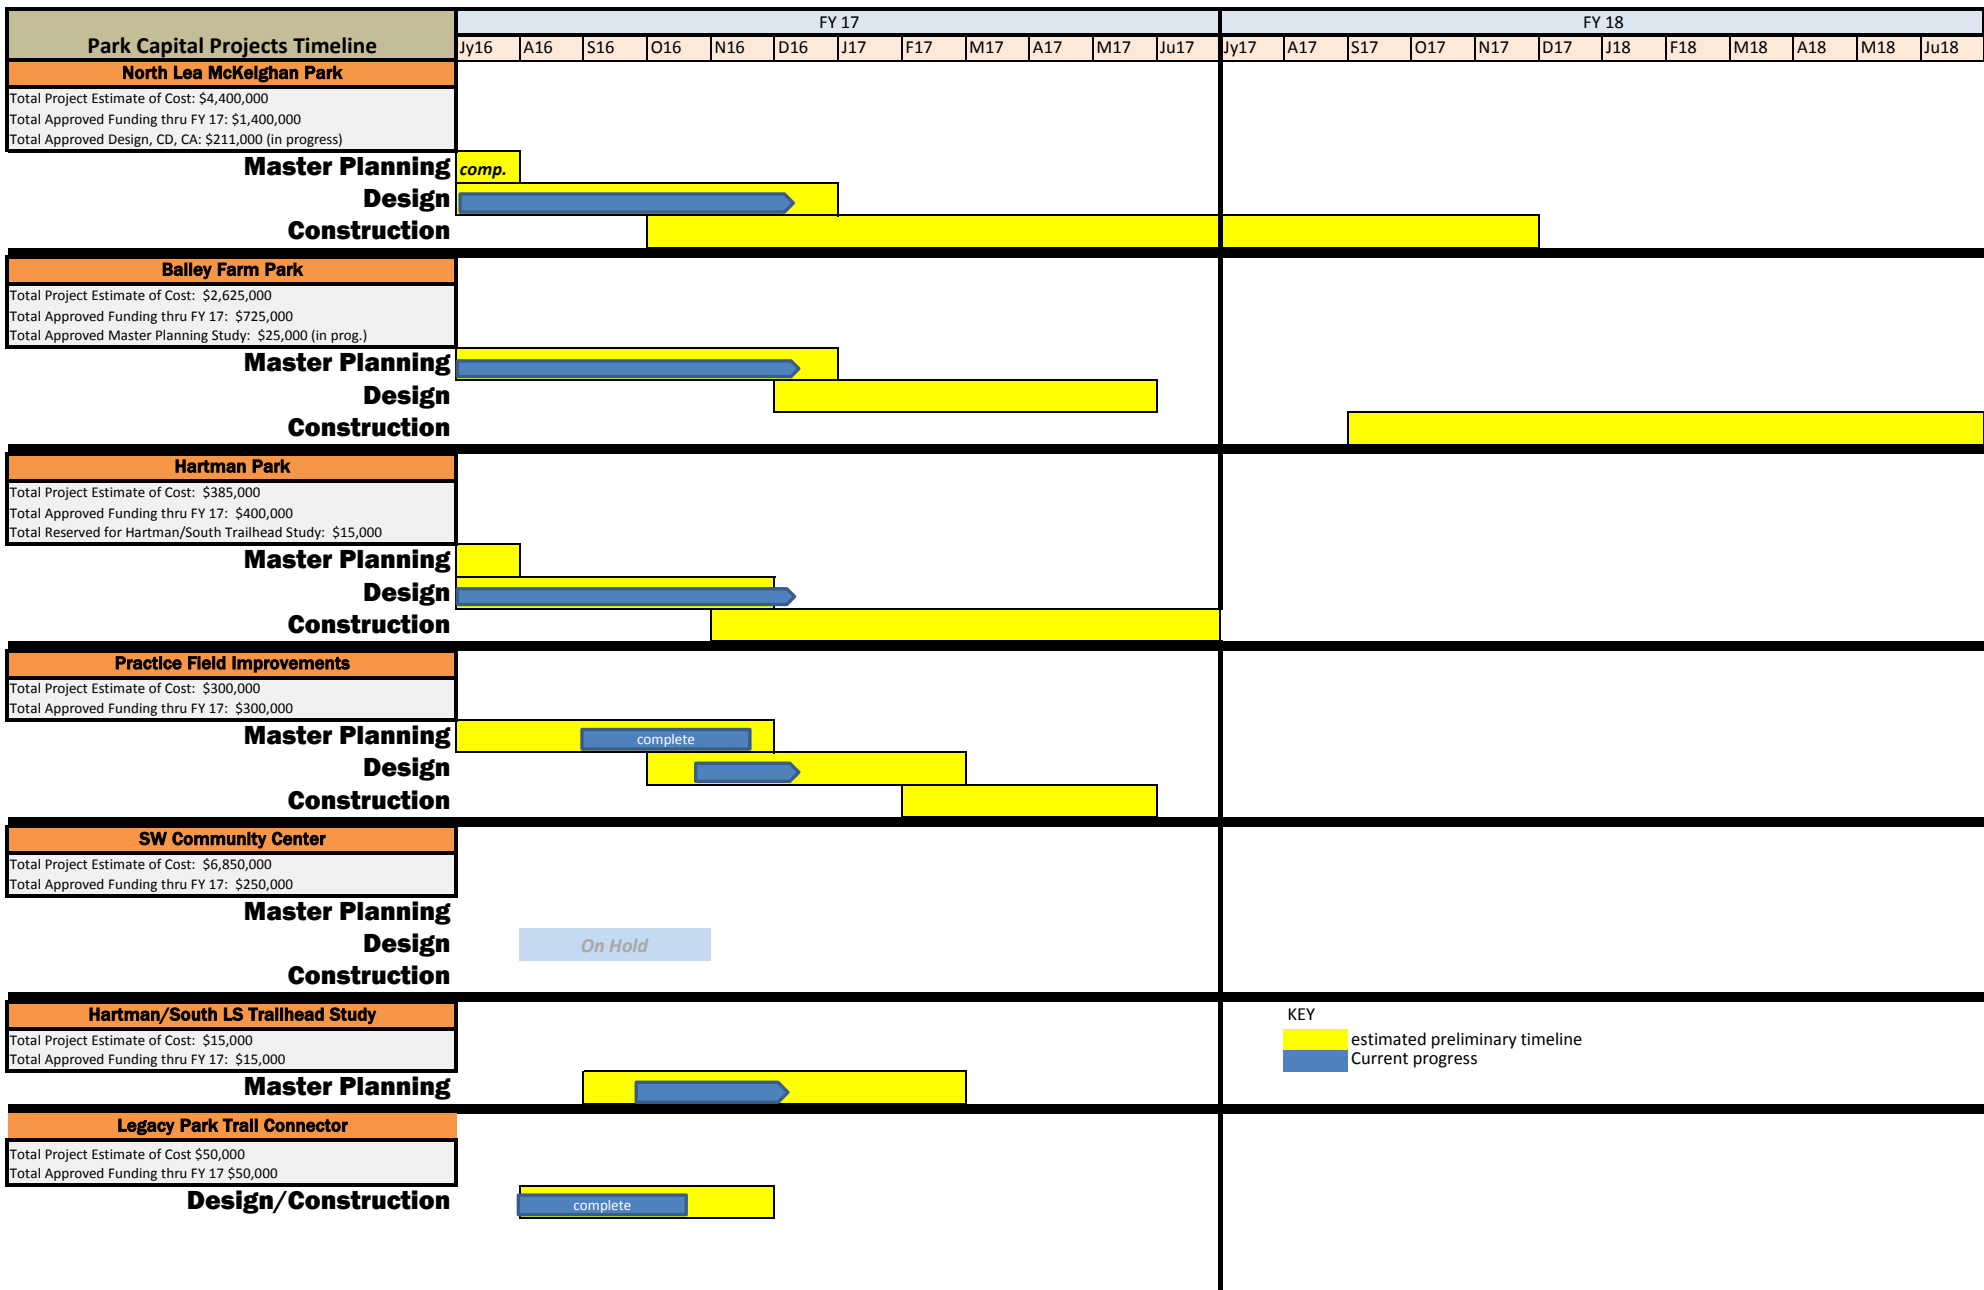 FY 17
FY 18
Park Capital Projects Timeline
Jy16 A16 S16 O16 N16 D16 J17 F17 M17 A17 M17 Ju17 Jy17 A17 S17 O17 N17 D17 J18 F18 M18 A18 M18 Ju18
North Lea McKeighan Park
Total Project Estimate of Cost: $4,400,000
Total Approved Funding thru FY 17: $1,400,000
Total Approved Design, CD, CA: $211,000 (in progress)
Master Planning comp.
Design
Construction
Bailey Farm Park
Total Project Estimate of Cost: $2,625,000
Total Approved Funding thru FY 17: $725,000
Total Approved Master Planning Study: $25,000 (in prog.)
Master Planning
Design
Construction
Hartman Park
Total Project Estimate of Cost: $385,000
Total Approved Funding thru FY 17: $400,000
Total Reserved for Hartman/South Trailhead Study: $15,000
Master Planning
Design
Construction
Practice Field Improvements
Total Project Estimate of Cost: $300,000
Total Approved Funding thru FY 17: $300,000
Master Planning complete
Design
Construction
SW Community Center
Total Project Estimate of Cost: $6,850,000
Total Approved Funding thru FY 17: $250,000
Master Planning
Design On Hold
Construction
Hartman/South LS Trailhead Study
Total Project Estimate of Cost: $15,000
Total Approved Funding thru FY 17: $15,000
Master Planning
KEY
estimated preliminary timeline
Current progress
Legacy Park Trail Connector
Total Project Estimate of Cost $50,000
Total Approved Funding thru FY 17 $50,000
Design/Construction complete